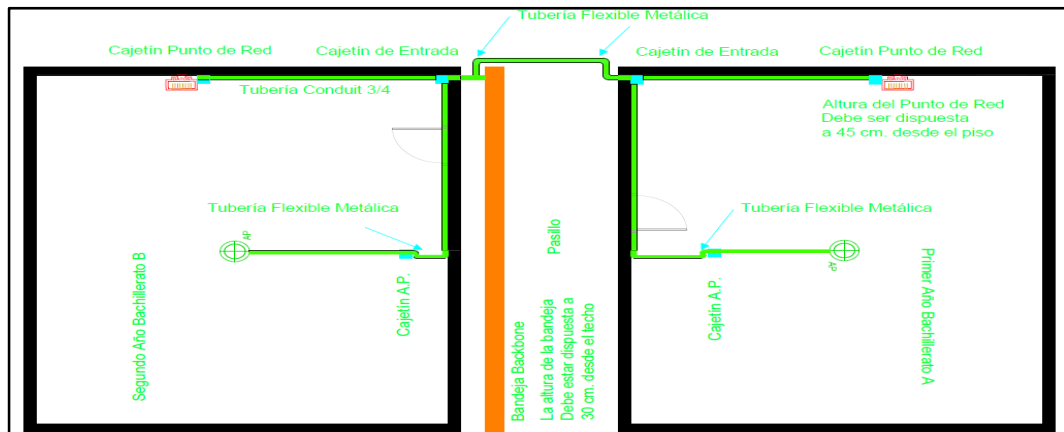 Tubería Flexible Metálica
Cajetín Punto de Red
Cajetín de Entrada
Cajetín de Entrada
Cajetín Punto de Red
Tubería Conduit 3/4
Altura del Punto de Red
Debe ser dispuesta
a 45 cm. desde el piso
Tubería Flexible Metálica
Tubería Flexible Metálica
AP
AP
Segundo Año Bachillerato B
Cajetín A.P.
Bandeja Backbone
La altura de la bandeja
Debe estar dispuesta a
30 cm. desde el techo
Pasillo
Cajetín A.P.
Primer Año Bachillerato A